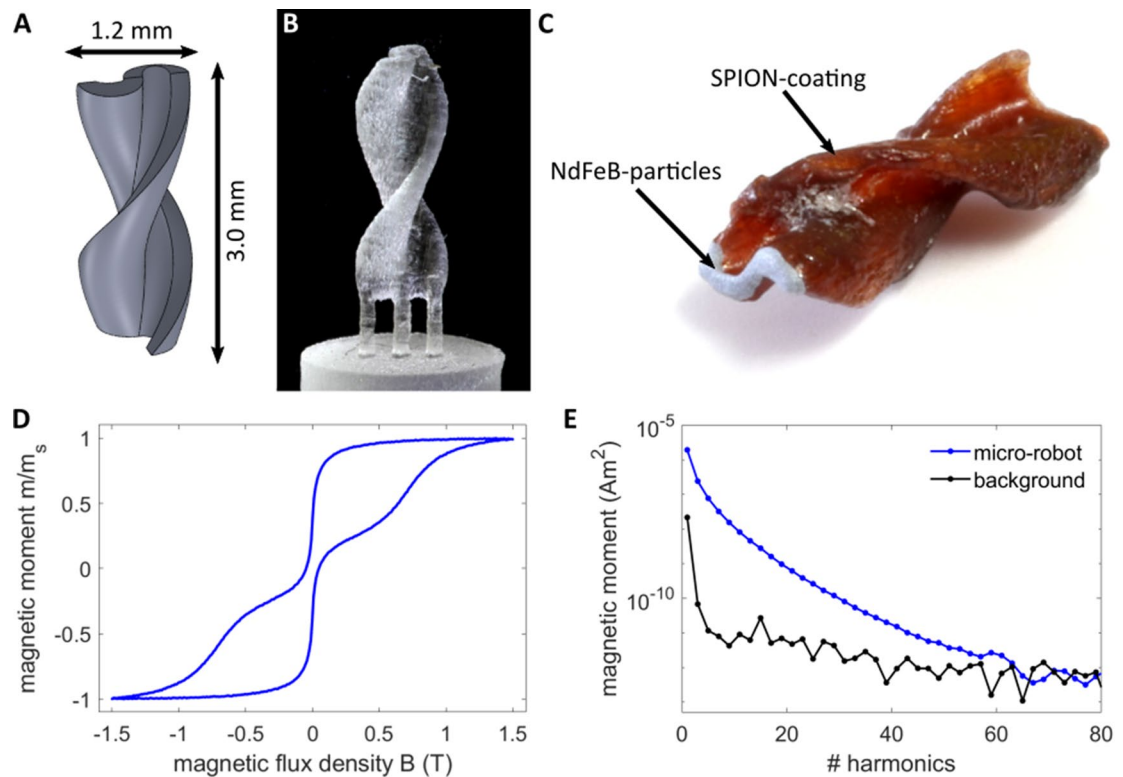 A
1.2 mm
3.0 mm
B
C
SPION-coating
NdFeB-particles
D
magnetic moment m/mₛ
1
0.5
0
-0.5
-1
-1.5 -1 -0.5 0 0.5 1 1.5
magnetic flux density B (T)
E
magnetic moment (Am²)
10⁻⁵
10⁻¹⁰
micro-robot
background
0 20 40 60 80
# harmonics